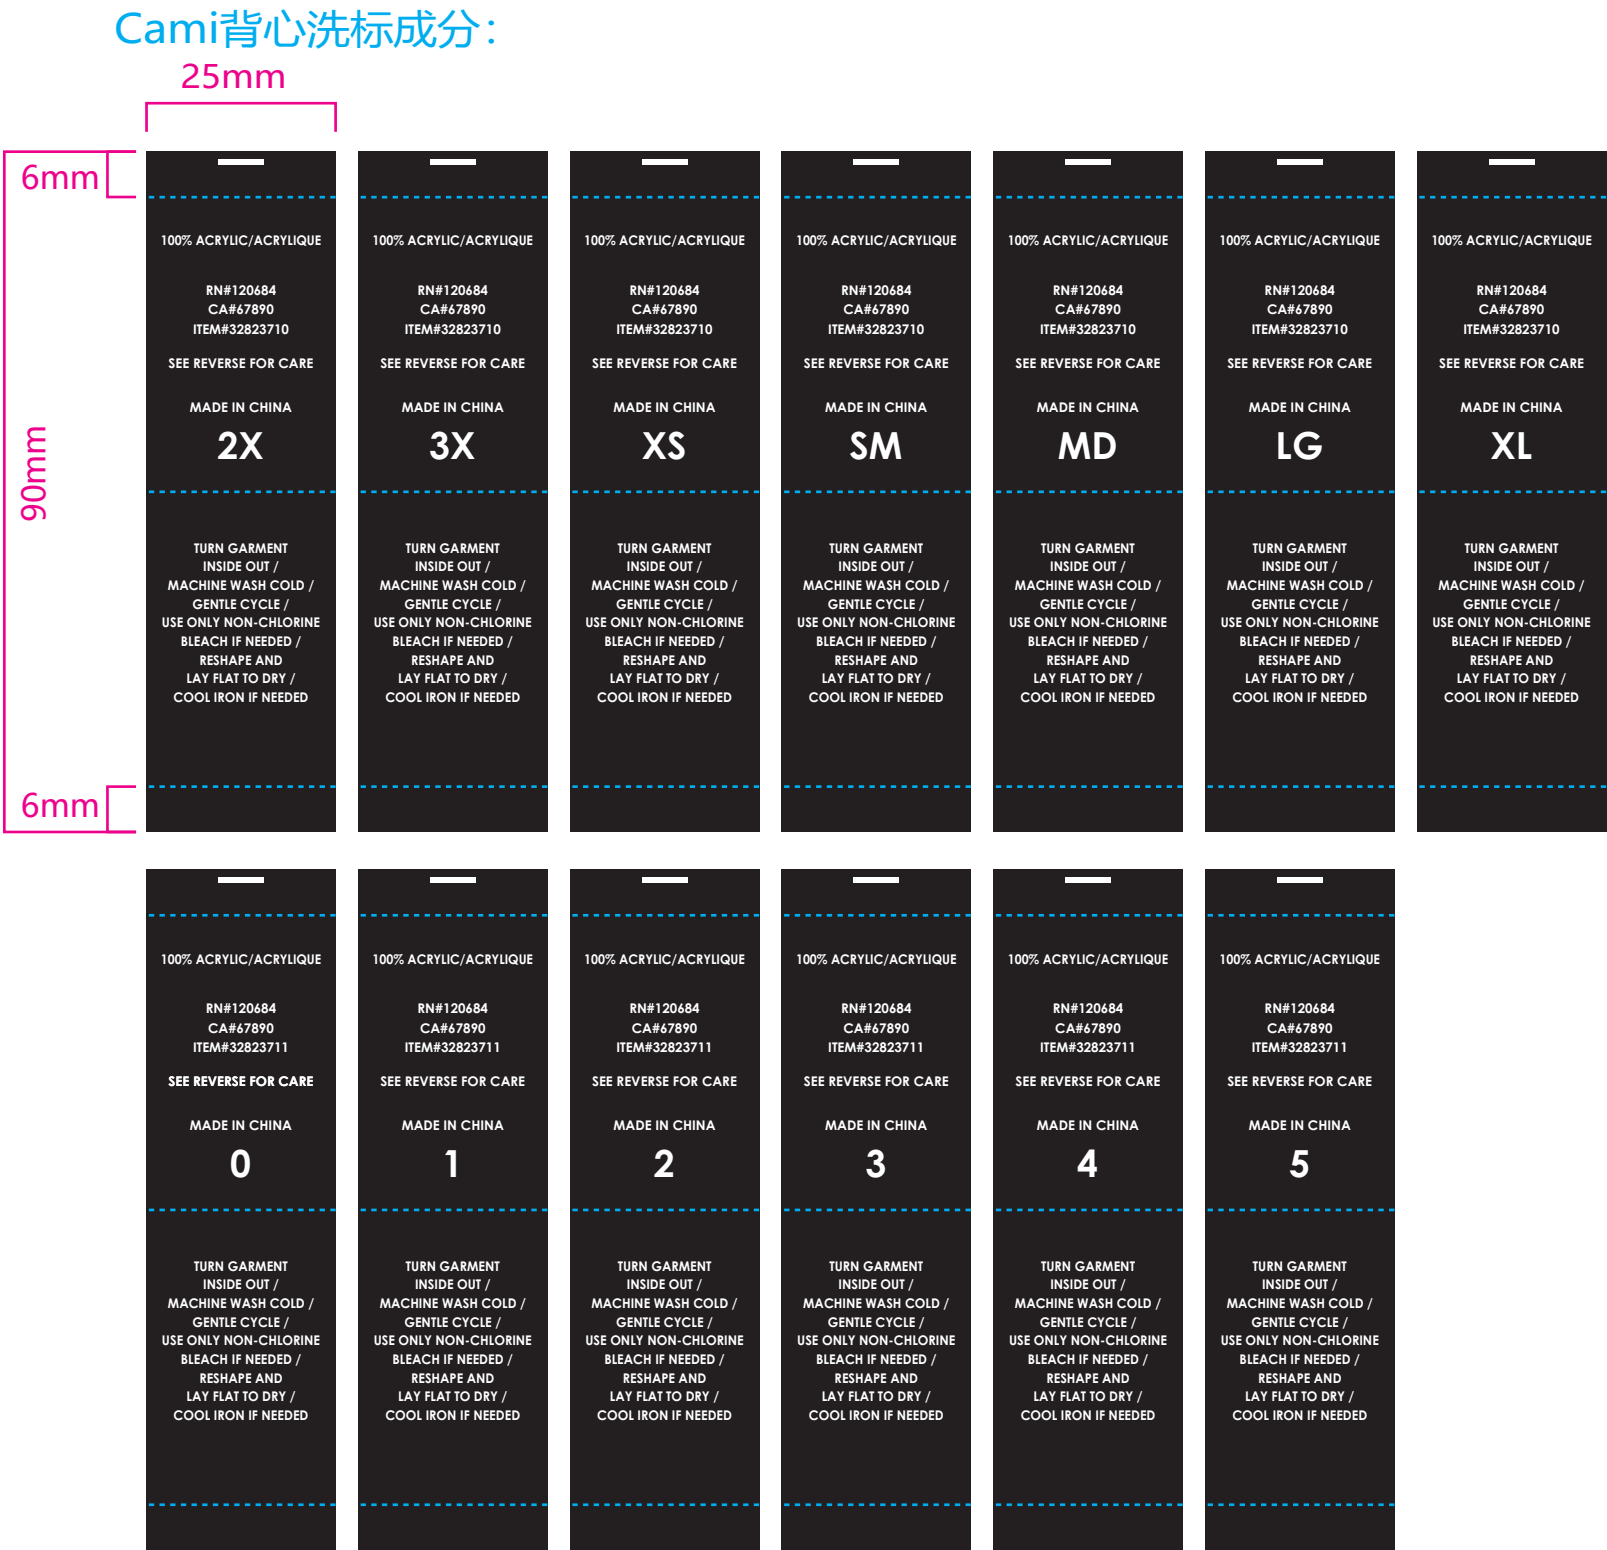 Cami背心洗标成分：
25mm
6mm
90mm
6mm
100% ACRYLIC/ACRYLIQUE
RN#120684
CA#67890
ITEM#32823710
SEE REVERSE FOR CARE
MADE IN CHINA
2X
TURN GARMENT
INSIDE OUT /
MACHINE WASH COLD /
GENTLE CYCLE /
USE ONLY NON-CHLORINE
BLEACH IF NEEDED /
RESHAPE AND
LAY FLAT TO DRY /
COOL IRON IF NEEDED
100% ACRYLIC/ACRYLIQUE
RN#120684
CA#67890
ITEM#32823710
SEE REVERSE FOR CARE
MADE IN CHINA
3X
TURN GARMENT
INSIDE OUT /
MACHINE WASH COLD /
GENTLE CYCLE /
USE ONLY NON-CHLORINE
BLEACH IF NEEDED /
RESHAPE AND
LAY FLAT TO DRY /
COOL IRON IF NEEDED
100% ACRYLIC/ACRYLIQUE
RN#120684
CA#67890
ITEM#32823710
SEE REVERSE FOR CARE
MADE IN CHINA
XS
TURN GARMENT
INSIDE OUT /
MACHINE WASH COLD /
GENTLE CYCLE /
USE ONLY NON-CHLORINE
BLEACH IF NEEDED /
RESHAPE AND
LAY FLAT TO DRY /
COOL IRON IF NEEDED
100% ACRYLIC/ACRYLIQUE
RN#120684
CA#67890
ITEM#32823710
SEE REVERSE FOR CARE
MADE IN CHINA
SM
TURN GARMENT
INSIDE OUT /
MACHINE WASH COLD /
GENTLE CYCLE /
USE ONLY NON-CHLORINE
BLEACH IF NEEDED /
RESHAPE AND
LAY FLAT TO DRY /
COOL IRON IF NEEDED
100% ACRYLIC/ACRYLIQUE
RN#120684
CA#67890
ITEM#32823710
SEE REVERSE FOR CARE
MADE IN CHINA
MD
TURN GARMENT
INSIDE OUT /
MACHINE WASH COLD /
GENTLE CYCLE /
USE ONLY NON-CHLORINE
BLEACH IF NEEDED /
RESHAPE AND
LAY FLAT TO DRY /
COOL IRON IF NEEDED
100% ACRYLIC/ACRYLIQUE
RN#120684
CA#67890
ITEM#32823710
SEE REVERSE FOR CARE
MADE IN CHINA
LG
TURN GARMENT
INSIDE OUT /
MACHINE WASH COLD /
GENTLE CYCLE /
USE ONLY NON-CHLORINE
BLEACH IF NEEDED /
RESHAPE AND
LAY FLAT TO DRY /
COOL IRON IF NEEDED
100% ACRYLIC/ACRYLIQUE
RN#120684
CA#67890
ITEM#32823710
SEE REVERSE FOR CARE
MADE IN CHINA
XL
TURN GARMENT
INSIDE OUT /
MACHINE WASH COLD /
GENTLE CYCLE /
USE ONLY NON-CHLORINE
BLEACH IF NEEDED /
RESHAPE AND
LAY FLAT TO DRY /
COOL IRON IF NEEDED
100% ACRYLIC/ACRYLIQUE
RN#120684
CA#67890
ITEM#32823711
SEE REVERSE FOR CARE
MADE IN CHINA
0
TURN GARMENT
INSIDE OUT /
MACHINE WASH COLD /
GENTLE CYCLE /
USE ONLY NON-CHLORINE
BLEACH IF NEEDED /
RESHAPE AND
LAY FLAT TO DRY /
COOL IRON IF NEEDED
100% ACRYLIC/ACRYLIQUE
RN#120684
CA#67890
ITEM#32823711
SEE REVERSE FOR CARE
MADE IN CHINA
1
TURN GARMENT
INSIDE OUT /
MACHINE WASH COLD /
GENTLE CYCLE /
USE ONLY NON-CHLORINE
BLEACH IF NEEDED /
RESHAPE AND
LAY FLAT TO DRY /
COOL IRON IF NEEDED
100% ACRYLIC/ACRYLIQUE
RN#120684
CA#67890
ITEM#32823711
SEE REVERSE FOR CARE
MADE IN CHINA
2
TURN GARMENT
INSIDE OUT /
MACHINE WASH COLD /
GENTLE CYCLE /
USE ONLY NON-CHLORINE
BLEACH IF NEEDED /
RESHAPE AND
LAY FLAT TO DRY /
COOL IRON IF NEEDED
100% ACRYLIC/ACRYLIQUE
RN#120684
CA#67890
ITEM#32823711
SEE REVERSE FOR CARE
MADE IN CHINA
3
TURN GARMENT
INSIDE OUT /
MACHINE WASH COLD /
GENTLE CYCLE /
USE ONLY NON-CHLORINE
BLEACH IF NEEDED /
RESHAPE AND
LAY FLAT TO DRY /
COOL IRON IF NEEDED
100% ACRYLIC/ACRYLIQUE
RN#120684
CA#67890
ITEM#32823711
SEE REVERSE FOR CARE
MADE IN CHINA
4
TURN GARMENT
INSIDE OUT /
MACHINE WASH COLD /
GENTLE CYCLE /
USE ONLY NON-CHLORINE
BLEACH IF NEEDED /
RESHAPE AND
LAY FLAT TO DRY /
COOL IRON IF NEEDED
100% ACRYLIC/ACRYLIQUE
RN#120684
CA#67890
ITEM#32823711
SEE REVERSE FOR CARE
MADE IN CHINA
5
TURN GARMENT
INSIDE OUT /
MACHINE WASH COLD /
GENTLE CYCLE /
USE ONLY NON-CHLORINE
BLEACH IF NEEDED /
RESHAPE AND
LAY FLAT TO DRY /
COOL IRON IF NEEDED